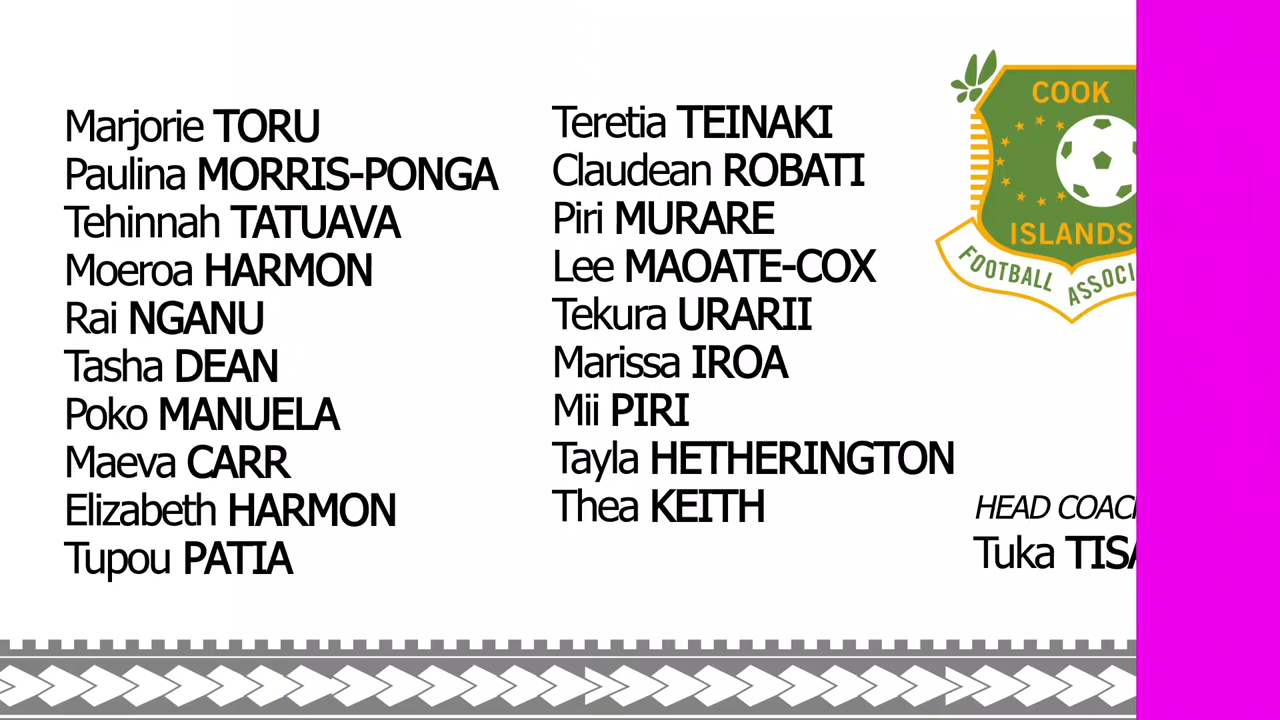 Marjorie TORU
Paulina MORRIS-PONGA
Tehinnah TATUAVA
Moeroa HARMON
Rai NGANU
Tasha DEAN
Poko MANUELA
Maeva CARR
Elizabeth HARMON
Tupou PATIA
Teretia TEINAKI
Claudean ROBATI
Piri MURARE
Lee MAOATE-COX
Tekura URARII
Marissa IROA
Mii PIRI
Tayla HETHERINGTON
Thea KEITH
COOK
ISLANDS
FOOTBALL
HEAD
Tuka